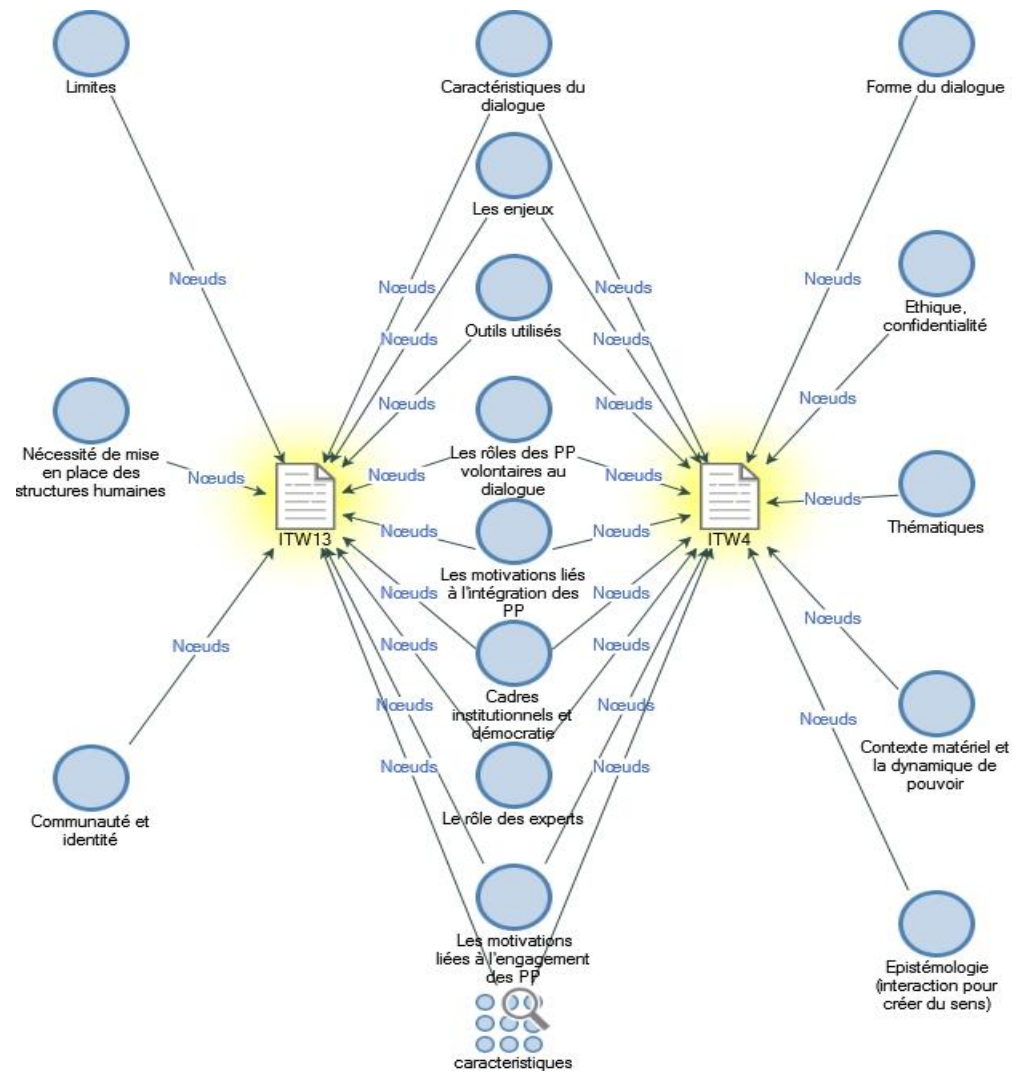 Limites
Caractéristiques du
dialogue
Forme du dialogue
Les enjeux
Nœuds
Nœuds
Nœuds
Nœuds
Ethique,
confidentialité
Outils utilisés
Nœuds
Nœuds
Nœuds
Nœuds
Nœuds
Nécessité de mise
en place des
structures humaines
Nœuds
Les rôles des PP
volontaires au
dialogue
Nœuds
Nœuds
Nœuds
Thématiques
ITW13
ITW4
Nœuds
Nœuds
Les motivations liés
à l'intégration des
PP
Nœuds
Nœuds
Nœuds
Nœuds
Nœuds
Cadres
institutionnels et
démocratie
Nœuds
Nœuds
Nœuds
Contexte matériel et
la dynamique de
pouvoir
Nœuds
Nœuds
Communauté et
identité
Le rôle des experts
Les motivations
liées à l'engagement
des PP
Epistémologie
(interaction pour
créer du sens)
caracteristiques